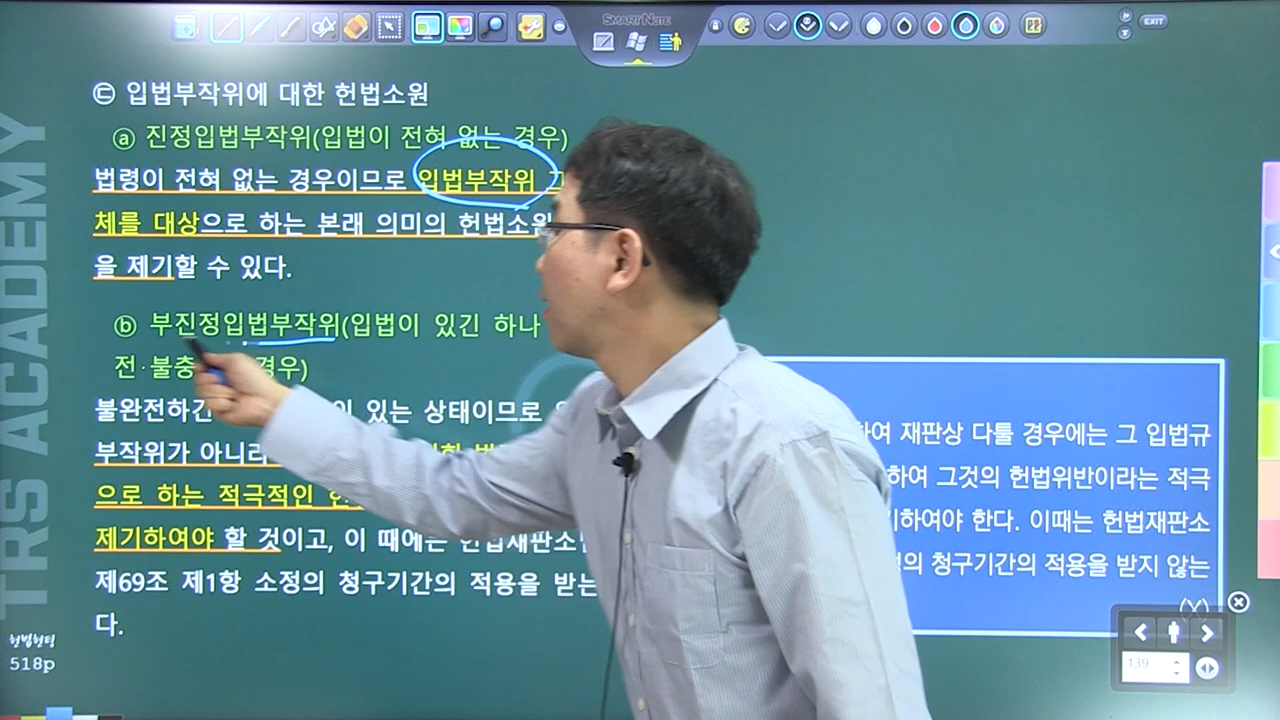 SMART NOTE
EXIT
ⓒ 입법부작위에 대한 헌법소원
ⓐ 진정입법부작위(입법이 전혀 없는 경우)
법령이 전혀 없는 경우이므로 입법부작위
체를 대상으로 하는 본래 의미의 헌법소원
을 제기할 수 있다.
ⓑ 부진정입법부작위(입법이 있긴 하나
전·불충 경우)
불완전하긴 있는 상태이므로
부작위가 아니라
으로 하는 적극적인
제기하여야 할 것이고, 이 때에는 헌법재판소
제69조 제1항 소정의 청구기간의 적용을 받는
다.
하여 재판상 다툴 경우에는 그 입법규
하여 그것의 헌법위반이라는 적극
기하여야 한다. 이때는 헌법재판소
의 청구기간의 적용을 받지 않는
(X)
139
TRS ACADEMY
헌법헌터
518p